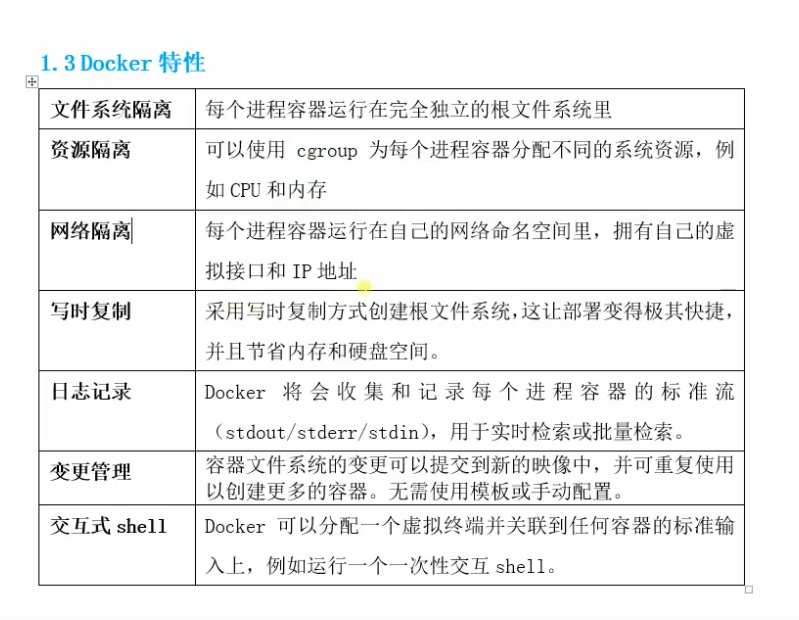 1.3 Docker 特性
文件系统隔离 每个进程容器运行在完全独立的根文件系统里
资源隔离 可以使用 cgroup 为每个进程容器分配不同的系统资源，例
如 CPU 和内存
网络隔离 每个进程容器运行在自己的网络命名空间里，拥有自己的虚
拟接口和 IP 地址
写时复制 采用写时复制方式创建根文件系统，这让部署变得极其快捷，
并且节省内存和硬盘空间。
日志记录 Docker 将会收集和记录每个进程容器的标准流
（stdout/stderr/stdin），用于实时检索或批量检索。
变更管理 容器文件系统的变更可以提交到新的映像中，并可重复使用
以创建更多的容器。无需使用模板或手动配置。
交互式 shell Docker 可以分配一个虚拟终端并关联到任何容器的标准输
入上，例如运行一个一次性交互 shell。